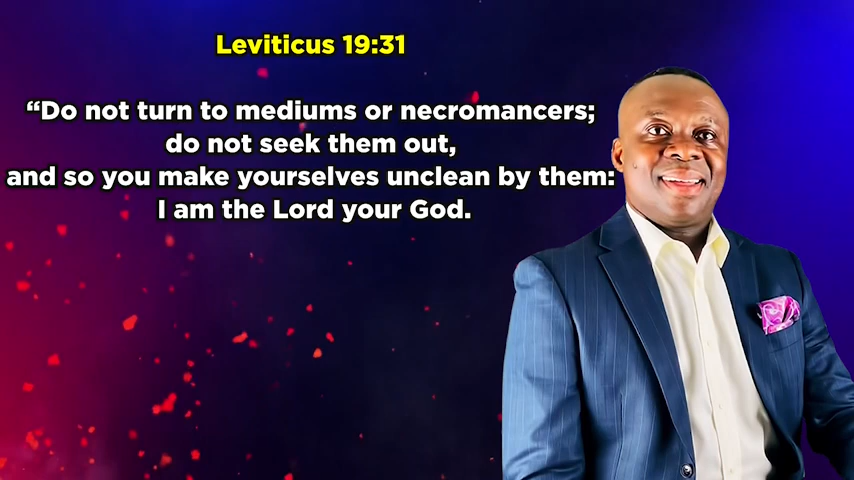 Leviticus 19:31
“Do not turn to mediums or necromancers;
do not seek them out,
and so you make yourselves unclean by them:
I am the Lord your God.